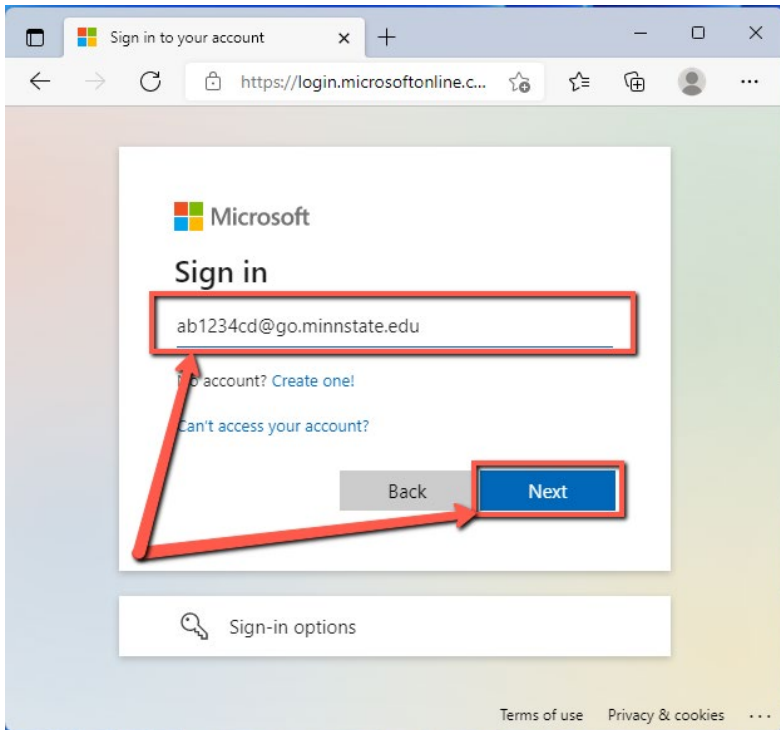 Sign in to your account
https://login.microsoftonline.c...
Microsoft
Sign in
ab1234cd@go.minnstate.edu
account? Create one!
Can't access your account?
Back Next
Sign-in options
Terms of use Privacy & cookies ...